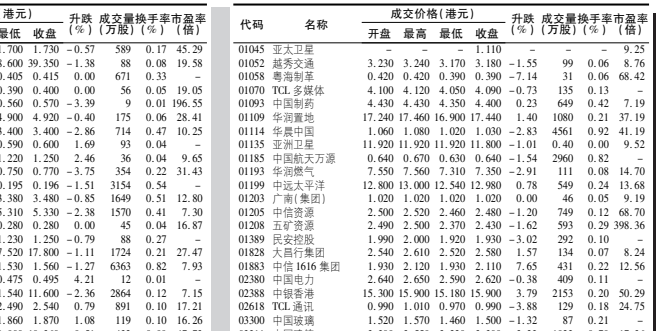 港元)
最低 收盘 升跌(%) 成交量(万股) 换手率(%) 市盈率(倍)
1.700 1.730 -0.57 589 0.17 45.29
8.600 39.350 -1.38 88 0.08 19.58
0.405 0.415 0.00 671 0.33 -
0.390 0.400 0.00 56 0.05 19.05
0.560 0.570 -3.39 9 0.01 196.55
4.900 4.920 -0.40 175 0.06 28.41
3.400 3.400 -2.86 714 0.47 10.25
0.590 0.600 1.69 93 0.04 -
1.220 1.250 2.46 36 0.04 9.65
0.750 0.770 -3.75 354 0.22 31.43
0.195 0.196 -1.51 3154 0.54 -
3.380 3.480 -0.85 1649 0.51 12.80
5.310 5.330 -2.38 1570 0.41 7.30
0.280 0.280 0.00 45 0.04 16.87
1.230 1.250 -0.79 88 0.27 -
7.520 17.800 -1.11 1724 0.21 27.47
1.530 1.560 -1.27 6363 0.82 7.93
0.475 0.495 4.21 12 0.01 -
1.540 11.600 -2.36 2864 0.12 7.15
2.490 2.540 0.79 891 0.10 17.21
1.860 1.870 1.08 119 0.10 16.26
代码 名称 成交价格(港元) 升跌(%) 成交量(万股) 换手率(%) 市盈率(倍)
开盘 最高 最低 收盘
01045 亚太卫星 - - - 1.110 - - - 9.25
01052 越秀交通 3.230 3.240 3.170 3.180 -1.55 99 0.06 8.76
01058 粤海制革 0.420 0.420 0.390 0.390 -7.14 31 0.06 68.42
01070 TCL多媒体 4.100 4.120 4.050 4.090 -0.73 135 0.13 -
01093 中国制药 4.430 4.430 4.350 4.400 0.23 649 0.42 7.19
01109 华润置地 17.240 17.460 16.900 17.440 1.40 1080 0.21 37.19
01114 华晨中国 1.060 1.080 1.020 1.030 -2.83 4561 0.92 41.19
01135 亚洲卫星 11.920 11.920 11.920 11.800 -1.01 0.40 0.00 9.52
01185 中国航天万源 0.640 0.670 0.630 0.640 -1.54 2960 0.82 -
01193 华润燃气 7.550 7.560 7.310 7.350 -2.91 111 0.08 14.70
01199 中远太平洋 12.800 13.000 12.540 12.980 0.78 549 0.24 13.68
01203 广南(集团) 1.020 1.020 1.020 1.020 0.00 46 0.05 9.19
01205 中信资源 2.500 2.520 2.460 2.480 -1.20 749 0.12 68.70
01208 五矿资源 2.490 2.500 2.370 2.430 -1.62 593 0.29 398.36
01389 民安控股 1.990 2.000 1.920 1.930 -3.02 292 0.10 -
01828 大昌行集团 2.540 2.610 2.520 2.580 1.57 134 0.07 8.24
01883 中信1616集团 1.930 2.120 1.930 2.110 7.65 431 0.22 12.56
02380 中国电力 2.640 2.650 2.590 2.620 -0.38 409 0.11 -
02388 中银香港 15.300 15.900 15.180 15.900 3.79 2153 0.20 50.29
02618 TCL通讯 0.990 1.010 0.970 0.990 -3.88 129 0.18 24.75
03300 中国玻璃 1.520 1.570 1.460 1.500 -1.32 87 0.21 -